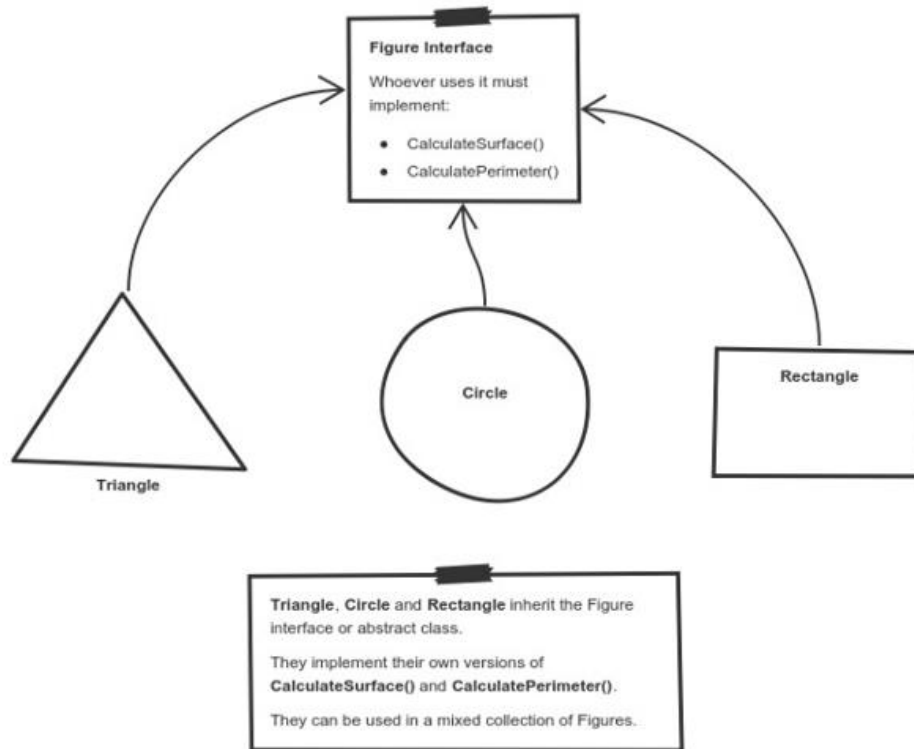 Figure Interface
Whoever uses it must
implement:
● CalculateSurface()
● CalculatePerimeter()
Circle
Rectangle
Triangle
Triangle, Circle and Rectangle inherit the Figure
interface or abstract class.
They implement their own versions of
CalculateSurface() and CalculatePerimeter().
They can be used in a mixed collection of Figures.